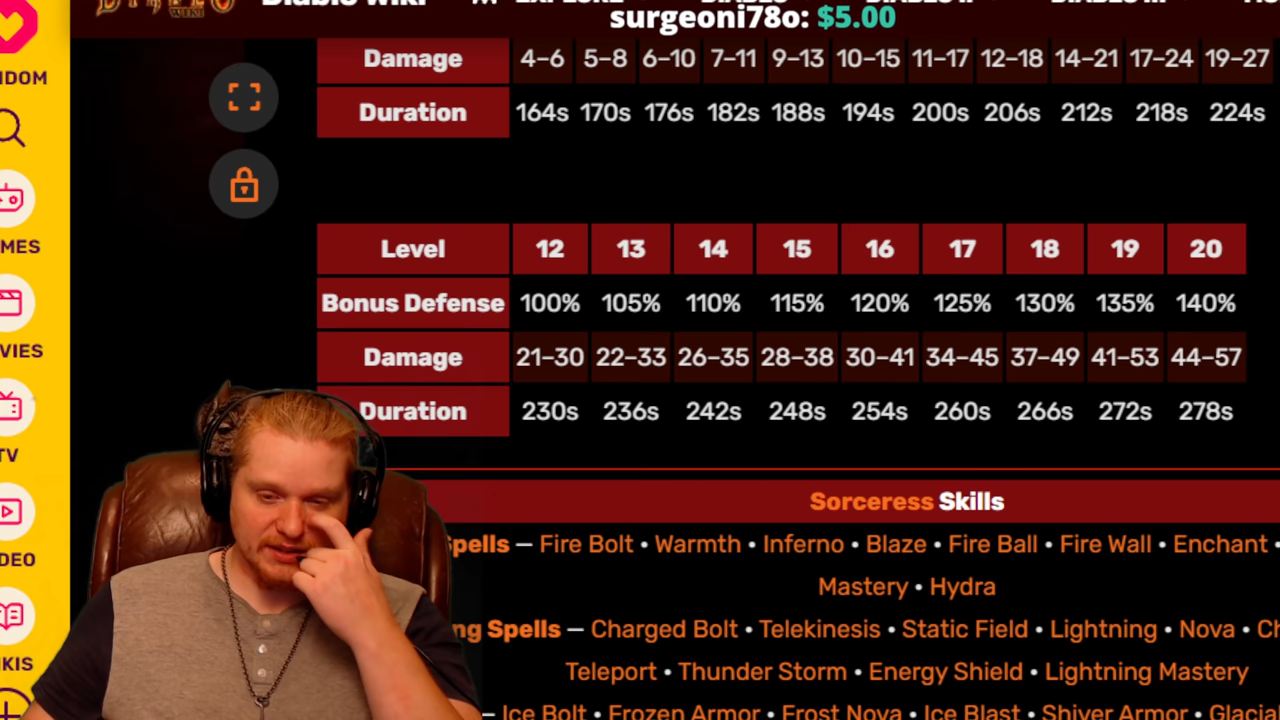 surgeoni78o: $5.00
NDOM
Damage 4–6 5–8 6–10 7–11 9–13 10–15 11–17 12–18 14–21 17–24 19–27
Duration 164s 170s 176s 182s 188s 194s 200s 206s 212s 218s 224s
MES
Level 12 13 14 15 16 17 18 19 20
Bonus Defense 100% 105% 110% 115% 120% 125% 130% 135% 140%
VIES
Damage 21–30 22–33 26–35 28–38 30–41 34–45 37–49 41–53 44–57
Duration 230s 236s 242s 248s 254s 260s 266s 272s 278s
TV
Sorceress Skills
Spells – Fire Bolt • Warmth • Inferno • Blaze • Fire Ball • Fire Wall • Enchant •
DEO
Mastery • Hydra
ng Spells – Charged Bolt • Telekinesis • Static Field • Lightning • Nova • Ch
KIS
Teleport • Thunder Storm • Energy Shield • Lightning Mastery
– Ice Bolt • Frozen Armor • Frost Nova • Ice Blast • Shiver Armor • Glacia